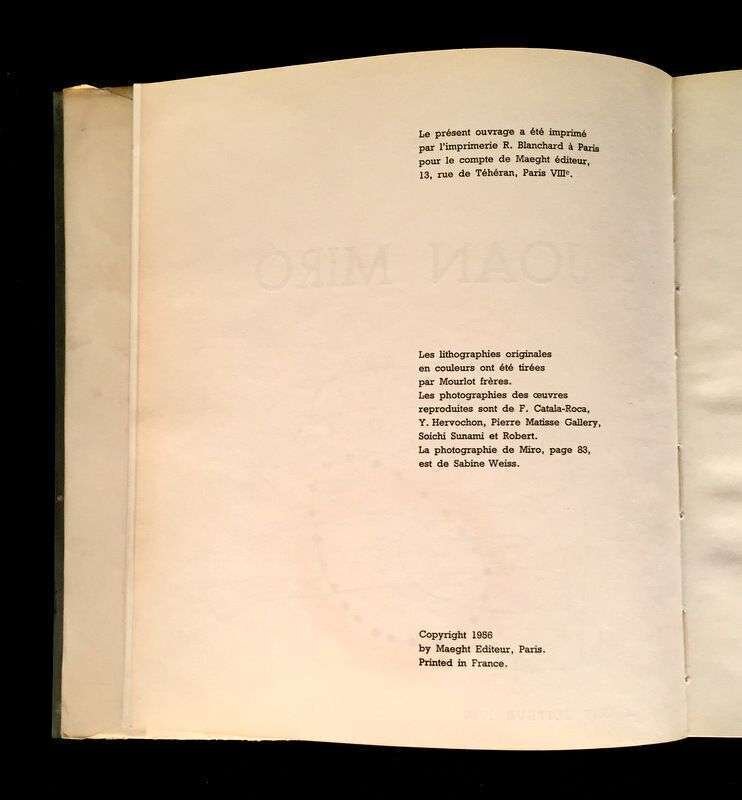 Le présent ouvrage a été imprimé
par l'imprimerie R. Blanchard à Paris
pour le compte de Maeght éditeur,
13, rue de Téhéran, Paris VIIIe.
JOAN MIRÓ
Les lithographies originales
en couleurs ont été tirées
par Mourlot frères.
Les photographies des œuvres
reproduites sont de F. Catala-Roca,
Y. Hervochon, Pierre Matisse Gallery,
Soichi Sunami et Robert.
La photographie de Miro, page 83,
est de Sabine Weiss.
Copyright 1956
by Maeght Editeur, Paris.
Printed in France.